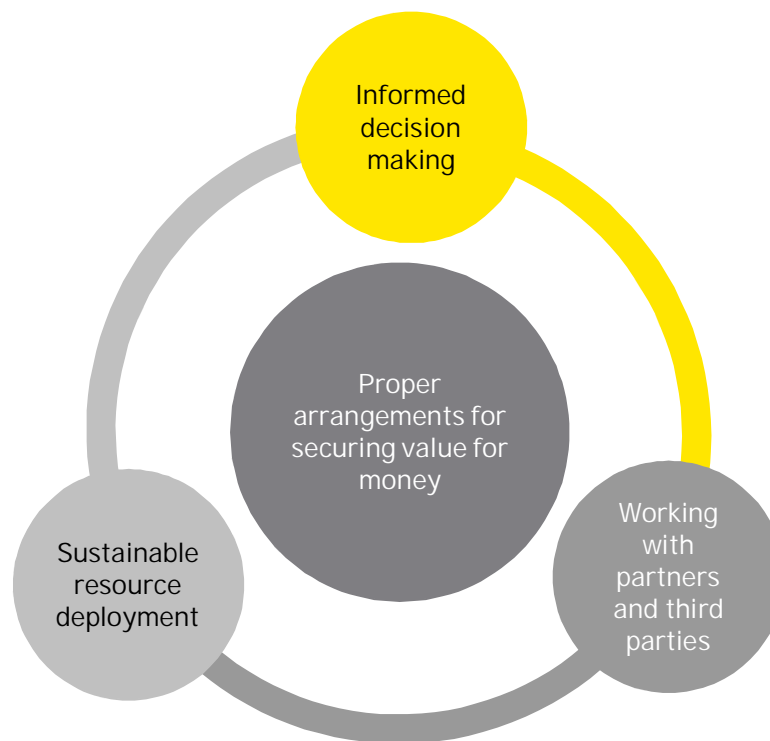 Informed
decision
making
Proper
arrangements for
securing value for
money
Sustainable
resource
deployment
Working
with
partners
and third
parties